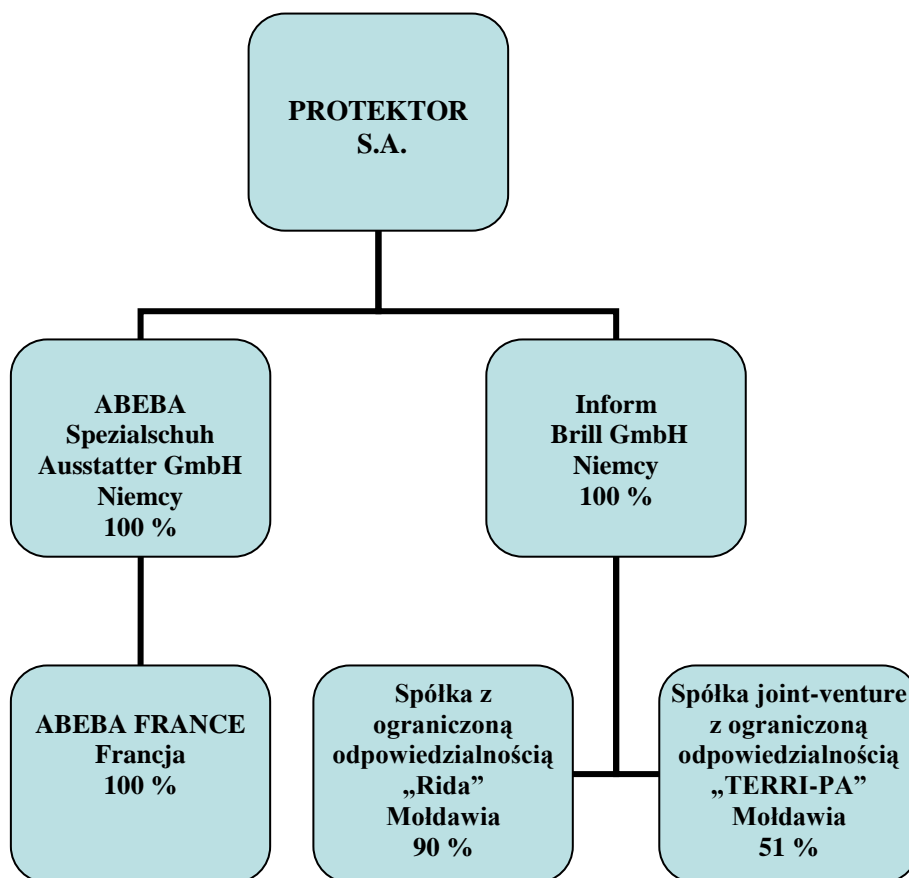 PROTEKTOR
S.A.
ABEBA
Spezialschuh
Ausstatter GmbH
Niemcy
100 %
Inform
Brill GmbH
Niemcy
100 %
ABEBA FRANCE
Francja
100 %
Spółka z
ograniczoną
odpowiedzialnością
„Rida”
Mołdawia
90 %
Spółka joint-venture
z ograniczoną
odpowiedzialnością
„TERRI-PA”
Mołdawia
51 %